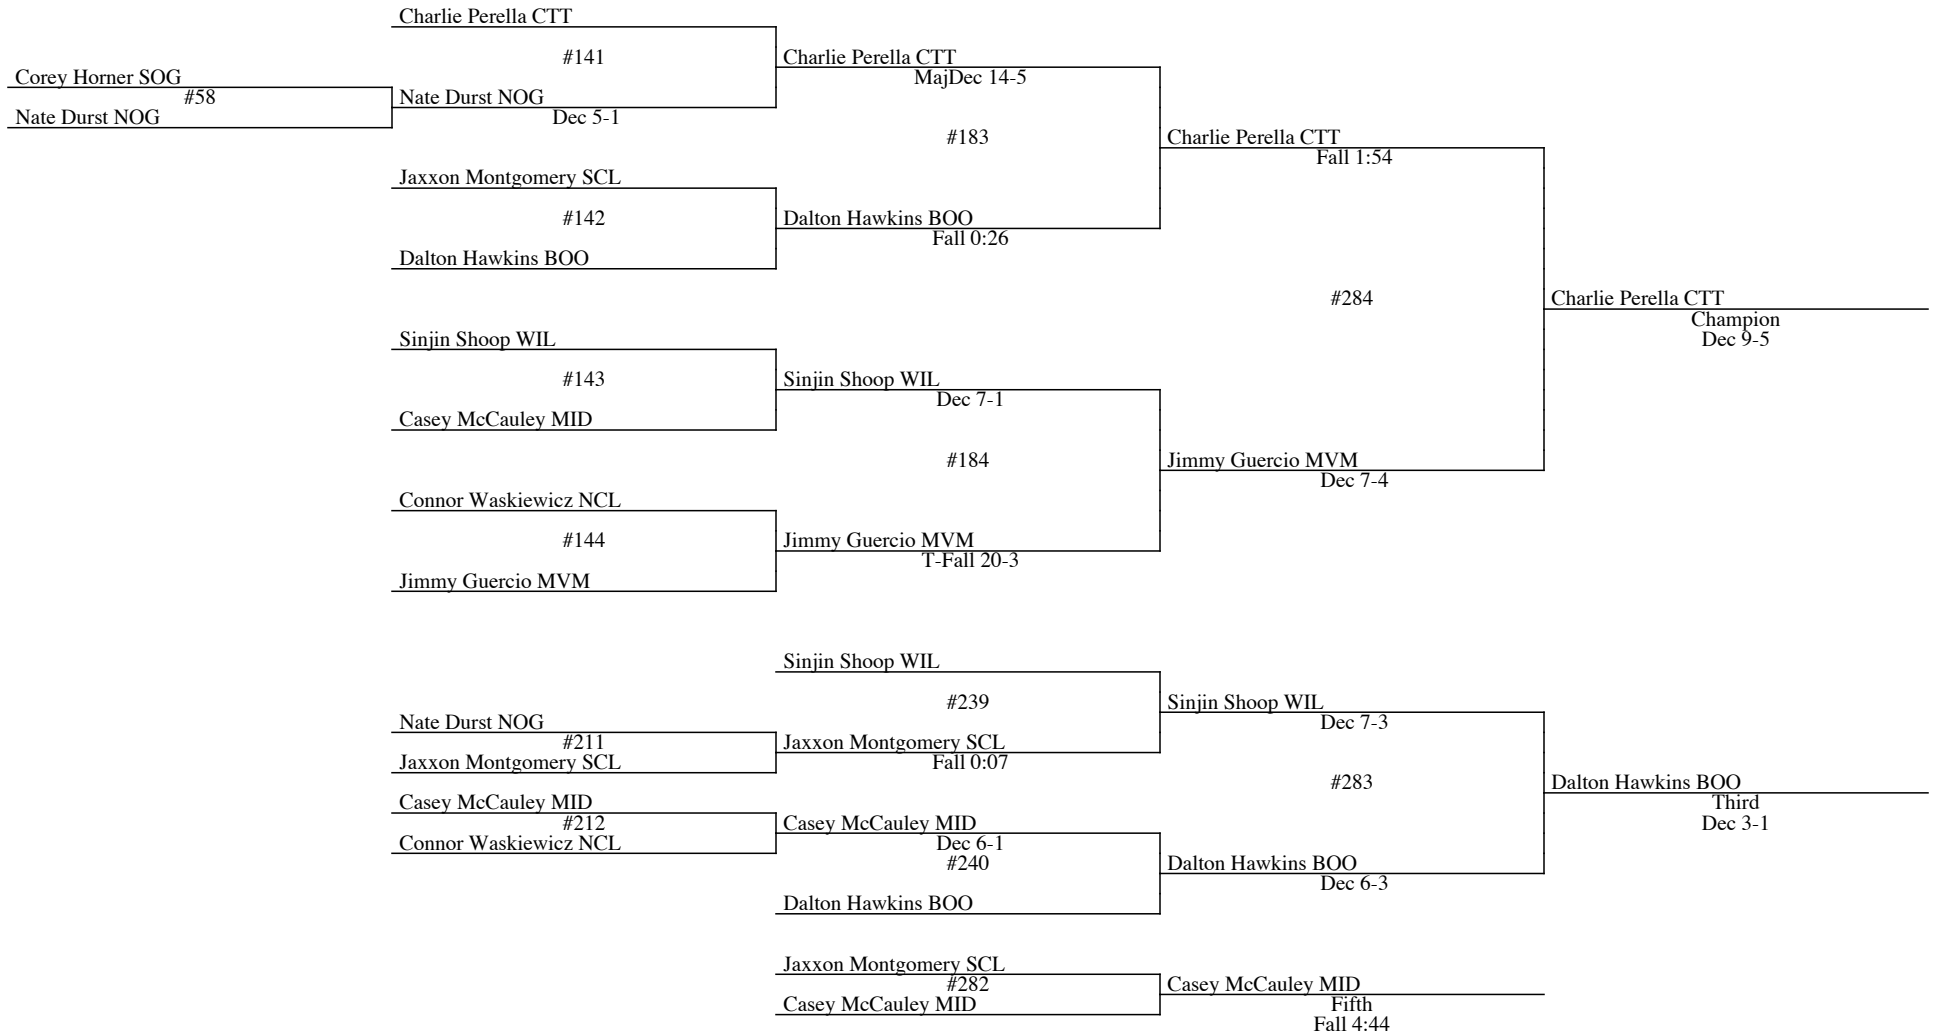 Charlie Perella CTT
#141
Charlie Perella CTT
Corey Horner SOG
MajDec 14-5
#58
Nate Durst NOG
Nate Durst NOG
Dec 5-1
#183
Charlie Perella CTT
Fall 1:54
Jaxxon Montgomery SCL
#142
Dalton Hawkins BOO
Fall 0:26
Dalton Hawkins BOO
#284
Charlie Perella CTT
Champion
Dec 9-5
Sinjin Shoop WIL
#143
Sinjin Shoop WIL
Dec 7-1
Casey McCauley MID
#184
Jimmy Guercio MVM
Dec 7-4
Connor Waskiewicz NCL
#144
Jimmy Guercio MVM
T-Fall 20-3
Jimmy Guercio MVM
Sinjin Shoop WIL
#239
Sinjin Shoop WIL
Dec 7-3
Nate Durst NOG
#211
Jaxxon Montgomery SCL
Jaxxon Montgomery SCL
Fall 0:07
#283
Dalton Hawkins BOO
Third
Dec 3-1
Casey McCauley MID
#212
Casey McCauley MID
Connor Waskiewicz NCL
Dec 6-1
#240
Dalton Hawkins BOO
Dec 6-3
Dalton Hawkins BOO
Jaxxon Montgomery SCL
#282
Casey McCauley MID
Casey McCauley MID
Fifth
Fall 4:44